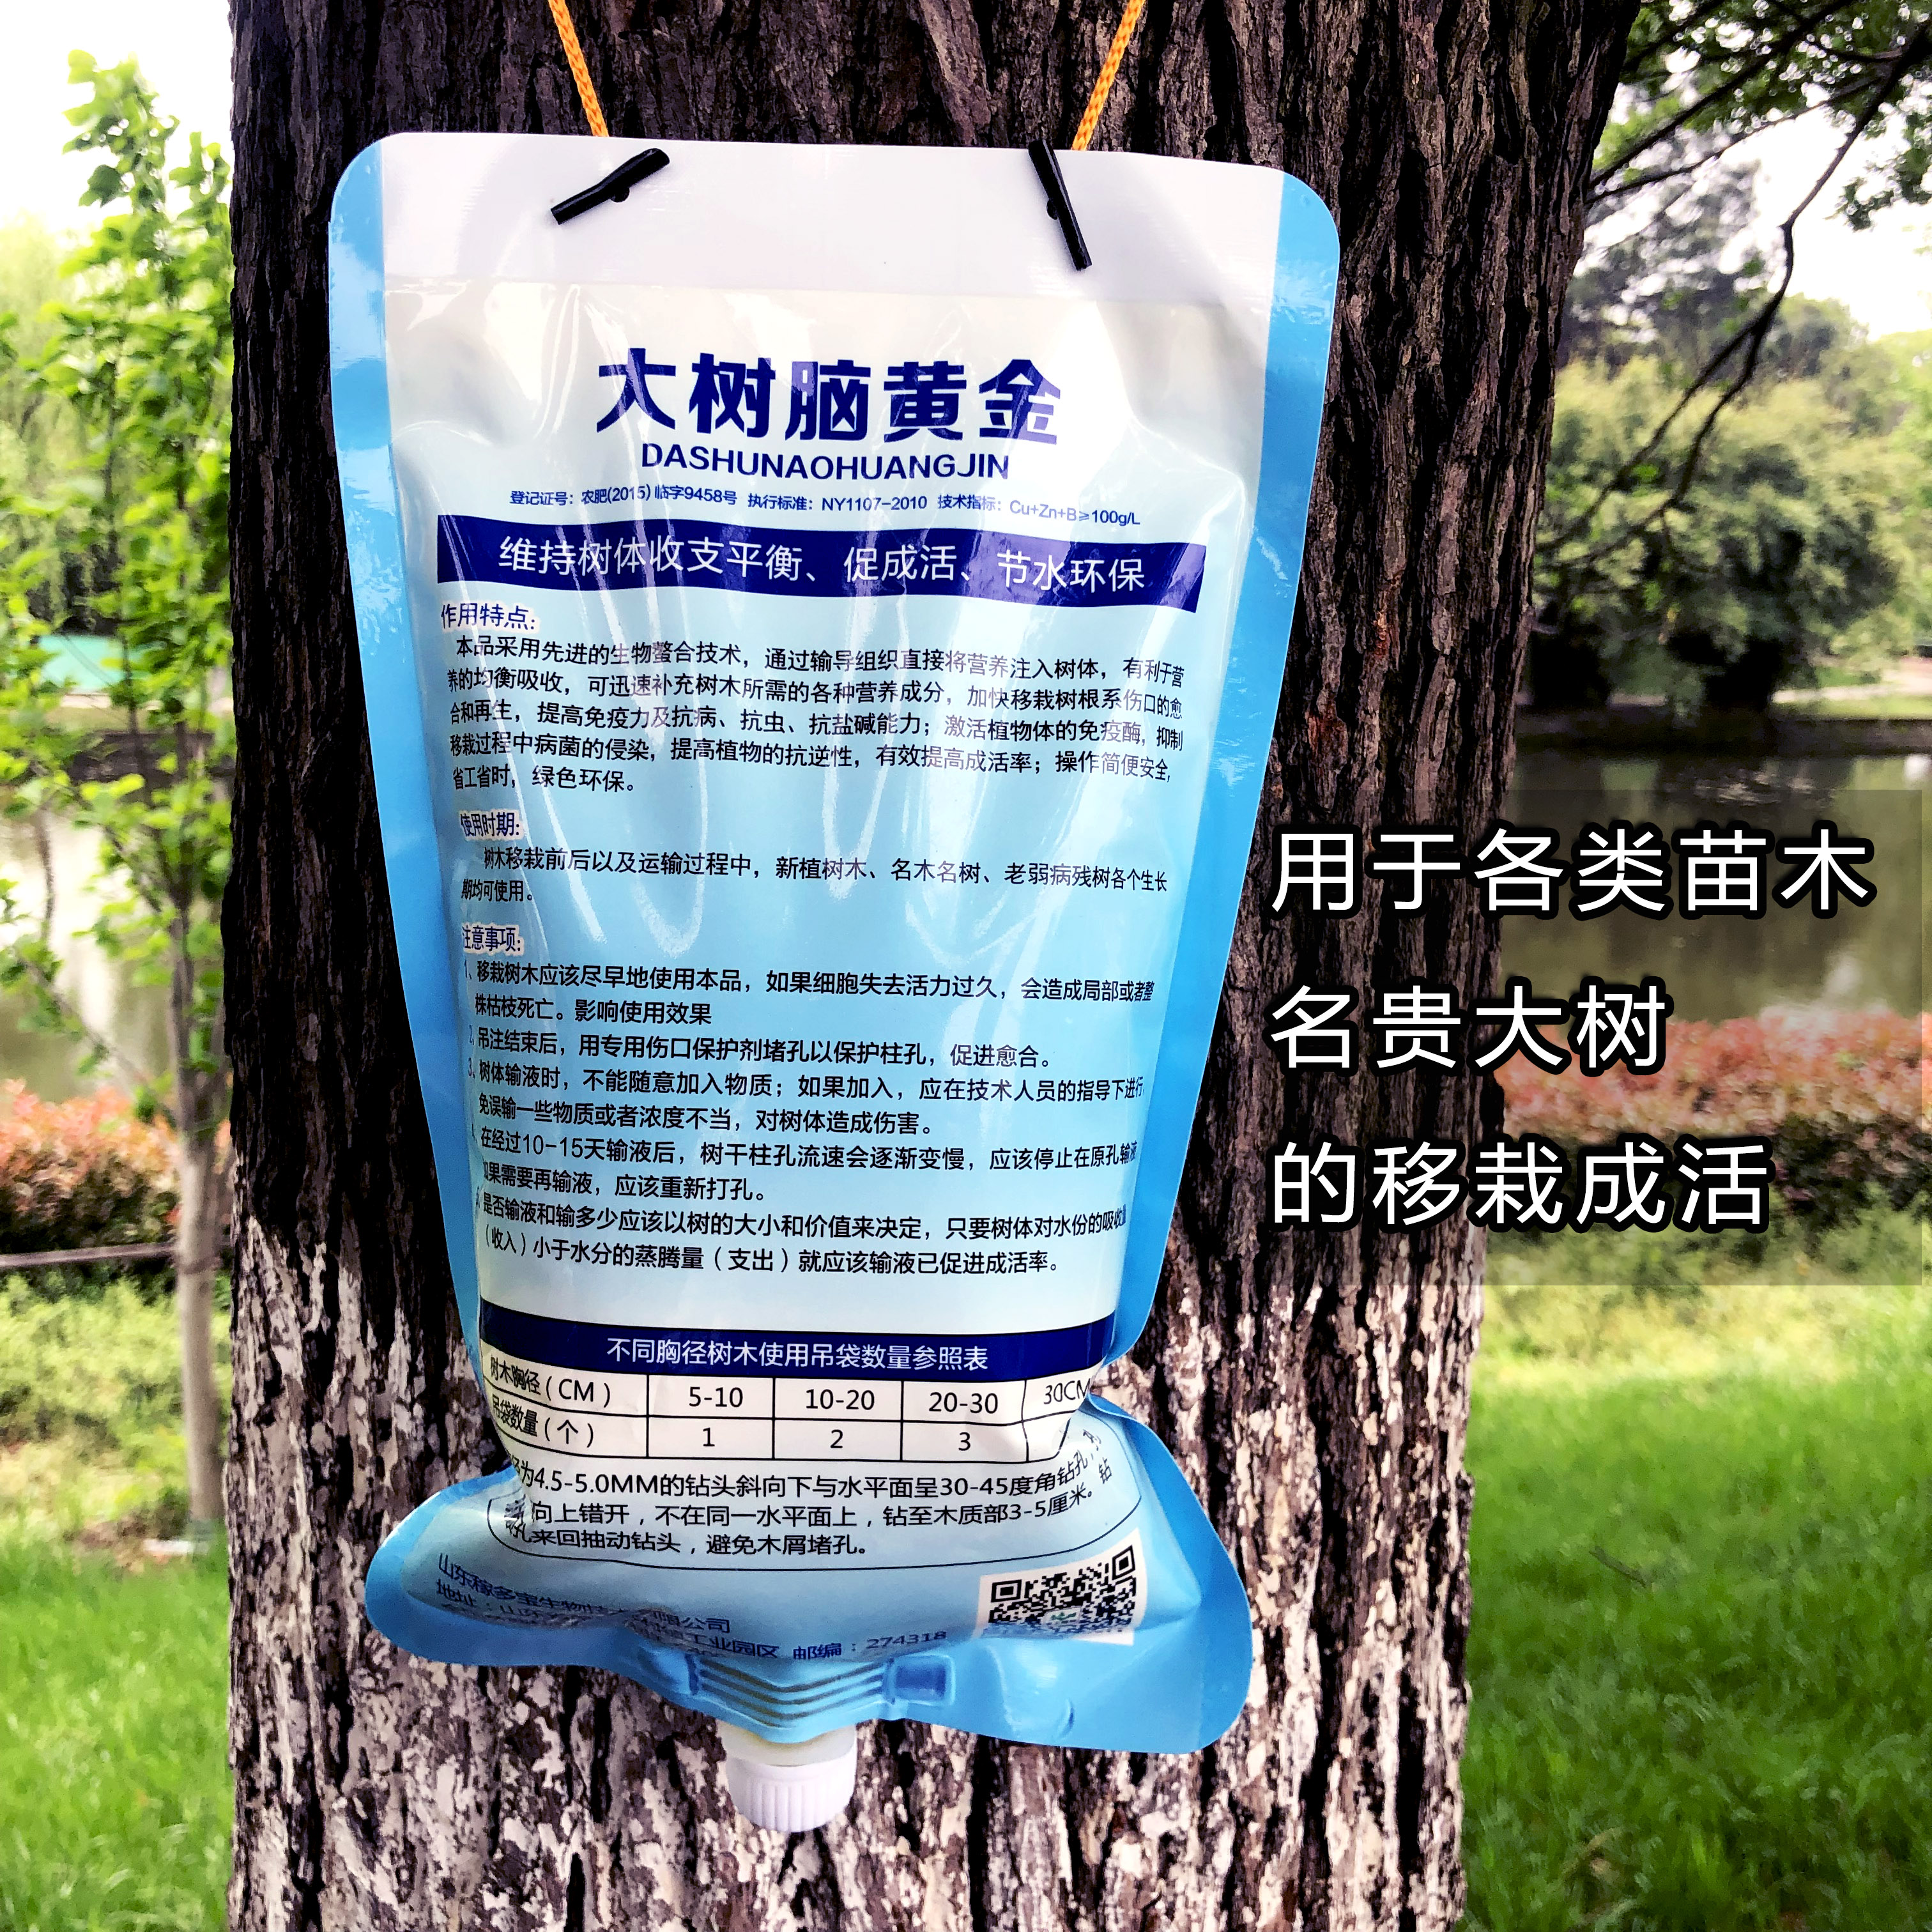 大树脑黄金
DASHUNAOHUANGJIN
登记证号：农肥(2015)临字9458号 执行标准：NY1107-2010 技术指标：Cu+Zn+B≥100g/L
维持树体收支平衡、促成活、节水环保
作用特点：
本品采用先进的生物螯合技术，通过输导组织直接将营养注入树体，有利于营
养的均衡吸收，可迅速补充树木所需的各种营养成分，加快移栽树根系伤口的愈
合和再生，提高免疫力及抗病、抗虫、抗盐碱能力；激活植物体的免疫酶，抑制
移栽过程中病菌的侵染，提高植物的抗逆性，有效提高成活率；操作简便安全，
省工省时，绿色环保。
使用时期：
树木移栽前后以及运输过程中，新植树木、名木名树、老弱病残树各个生长
期均可使用。
注意事项：
1、移栽树木应该尽早地使用本品，如果细胞失去活力过久，会造成局部或者整
株枯枝死亡。影响使用效果
2、吊注结束后，用专用伤口保护剂堵孔以保护柱孔，促进愈合。
3、树体输液时，不能随意加入物质；如果加入，应在技术人员的指导下进行，
免误输一些物质或者浓度不当，对树体造成伤害。
在经过10-15天输液后，树干柱孔流速会逐渐变慢，应该停止在原孔输液
如果需要再输液，应该重新打孔。
是否输液和输多少应该以树的大小和价值来决定，只要树体对水份的吸收量
（收入）小于水分的蒸腾量（支出）就应该输液已促进成活率。
不同胸径树木使用吊袋数量参照表
树木胸径（CM） 5-10 10-20 20-30 30CM
吊袋数量（个） 1 2 3
为4.5-5.0MM的钻头斜向下与水平面呈30-45度角钻孔，
向上错开，不在同一水平面上，钻至木质部3-5厘米。钻
孔来回抽动钻头，避免木屑堵孔。
山东稼多宝生物 限公司
地址：山东 工业园区 邮编：274318
用于各类苗木
名贵大树
的移栽成活